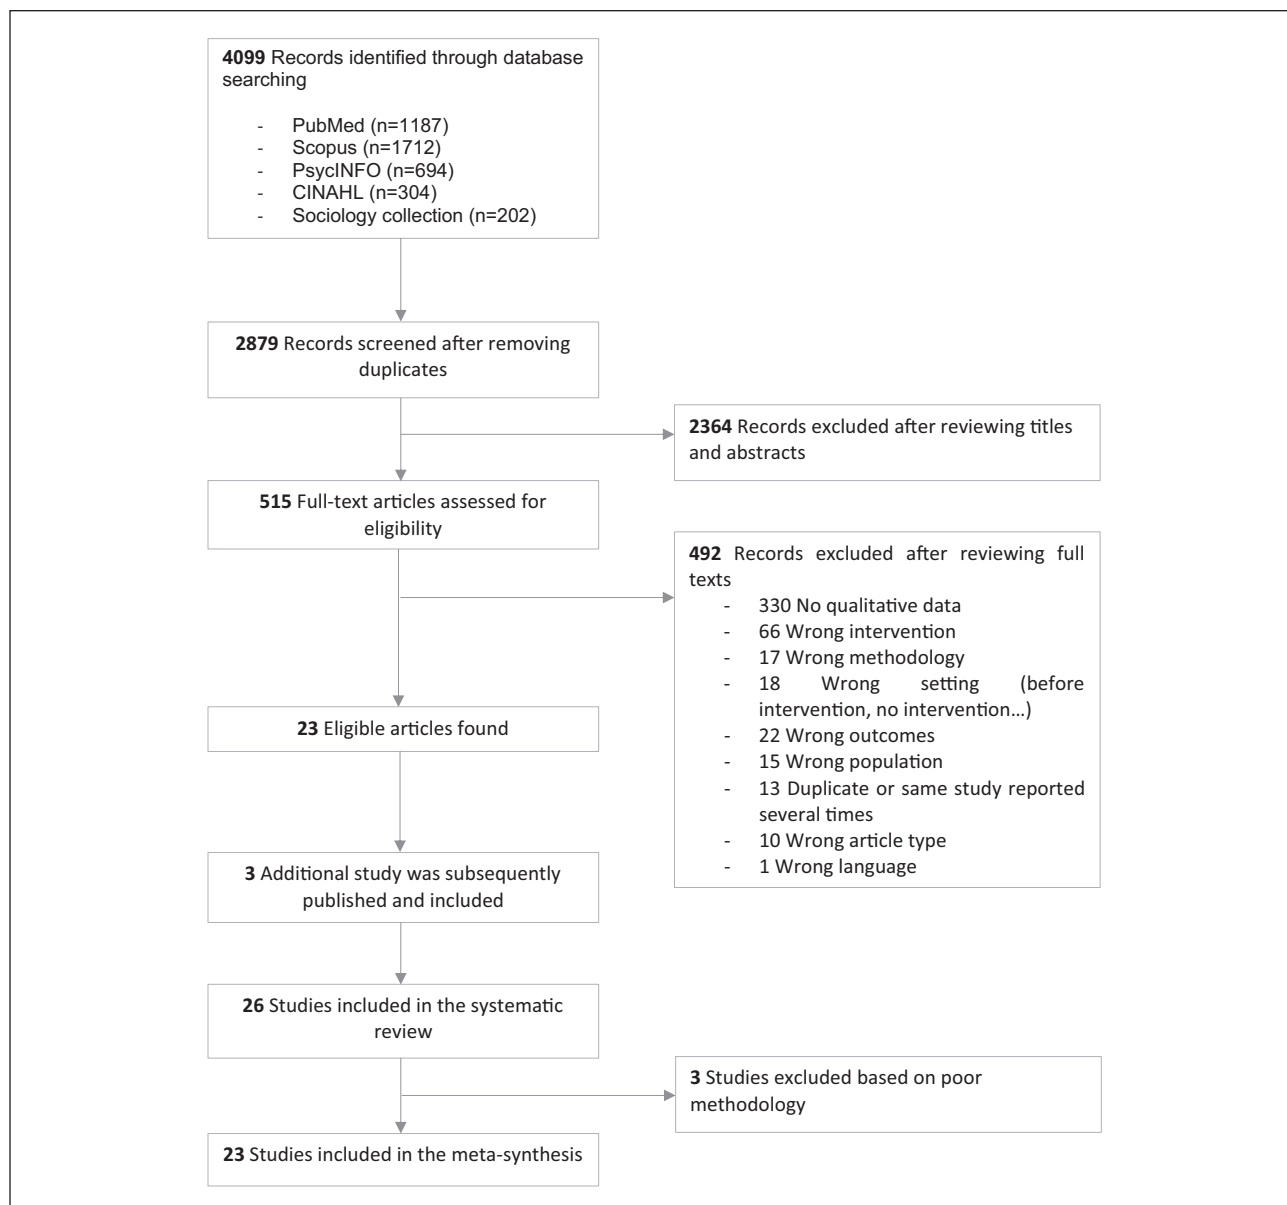 4099 Records identified through database
searching
- PubMed (n=1187)
- Scopus (n=1712)
- PsycINFO (n=694)
- CINAHL (n=304)
- Sociology collection (n=202)
2879 Records screened after removing
duplicates
2364 Records excluded after reviewing titles
and abstracts
515 Full-text articles assessed for
eligibility
492 Records excluded after reviewing full
texts
- 330 No qualitative data
- 66 Wrong intervention
- 17 Wrong methodology
- 18 Wrong setting (before
intervention, no intervention…)
- 22 Wrong outcomes
- 15 Wrong population
- 13 Duplicate or same study reported
several times
- 10 Wrong article type
- 1 Wrong language
23 Eligible articles found
3 Additional study was subsequently
published and included
26 Studies included in the systematic
review
3 Studies excluded based on poor
methodology
23 Studies included in the meta-synthesis